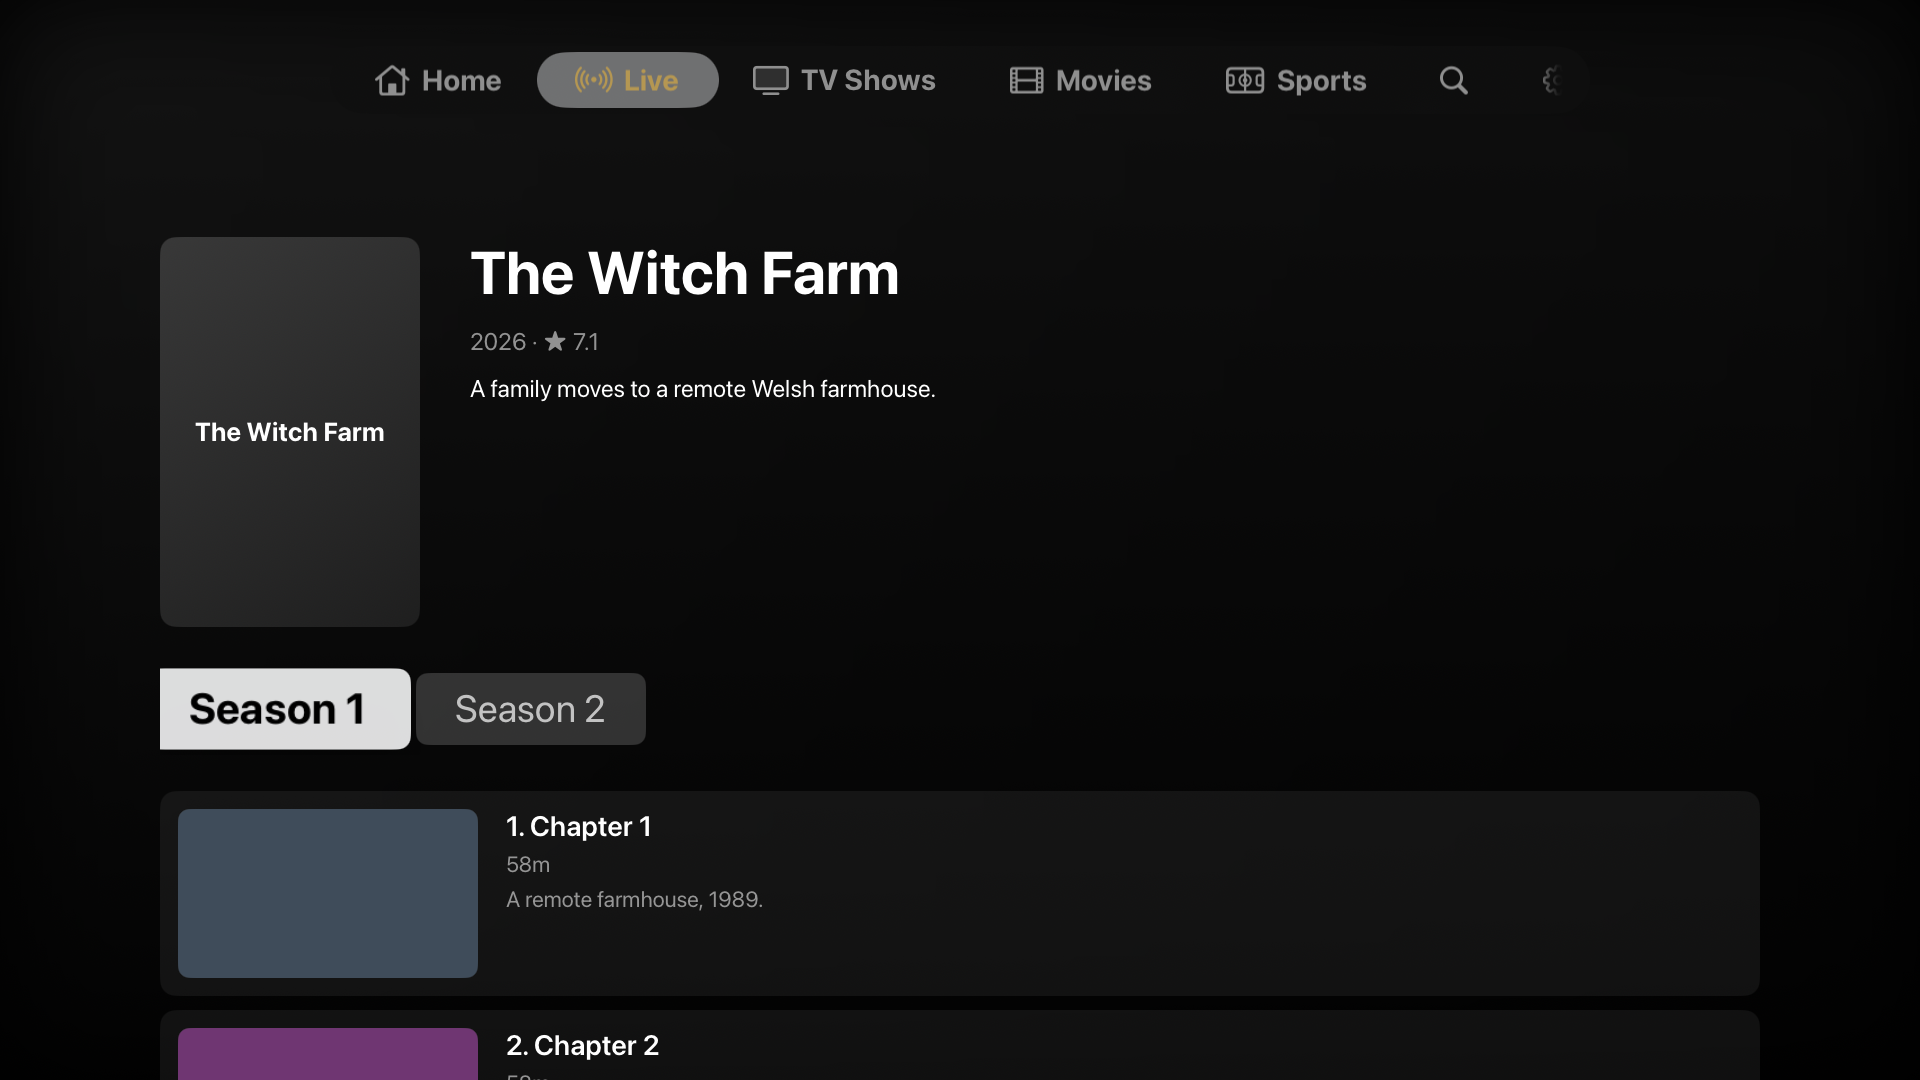 Home
Live
TV Shows
Movies
Sports
The Witch Farm
The Witch Farm
2026 · ★ 7.1
A family moves to a remote Welsh farmhouse.
Season 1
Season 2
1. Chapter 1
58m
A remote farmhouse, 1989.
2. Chapter 2